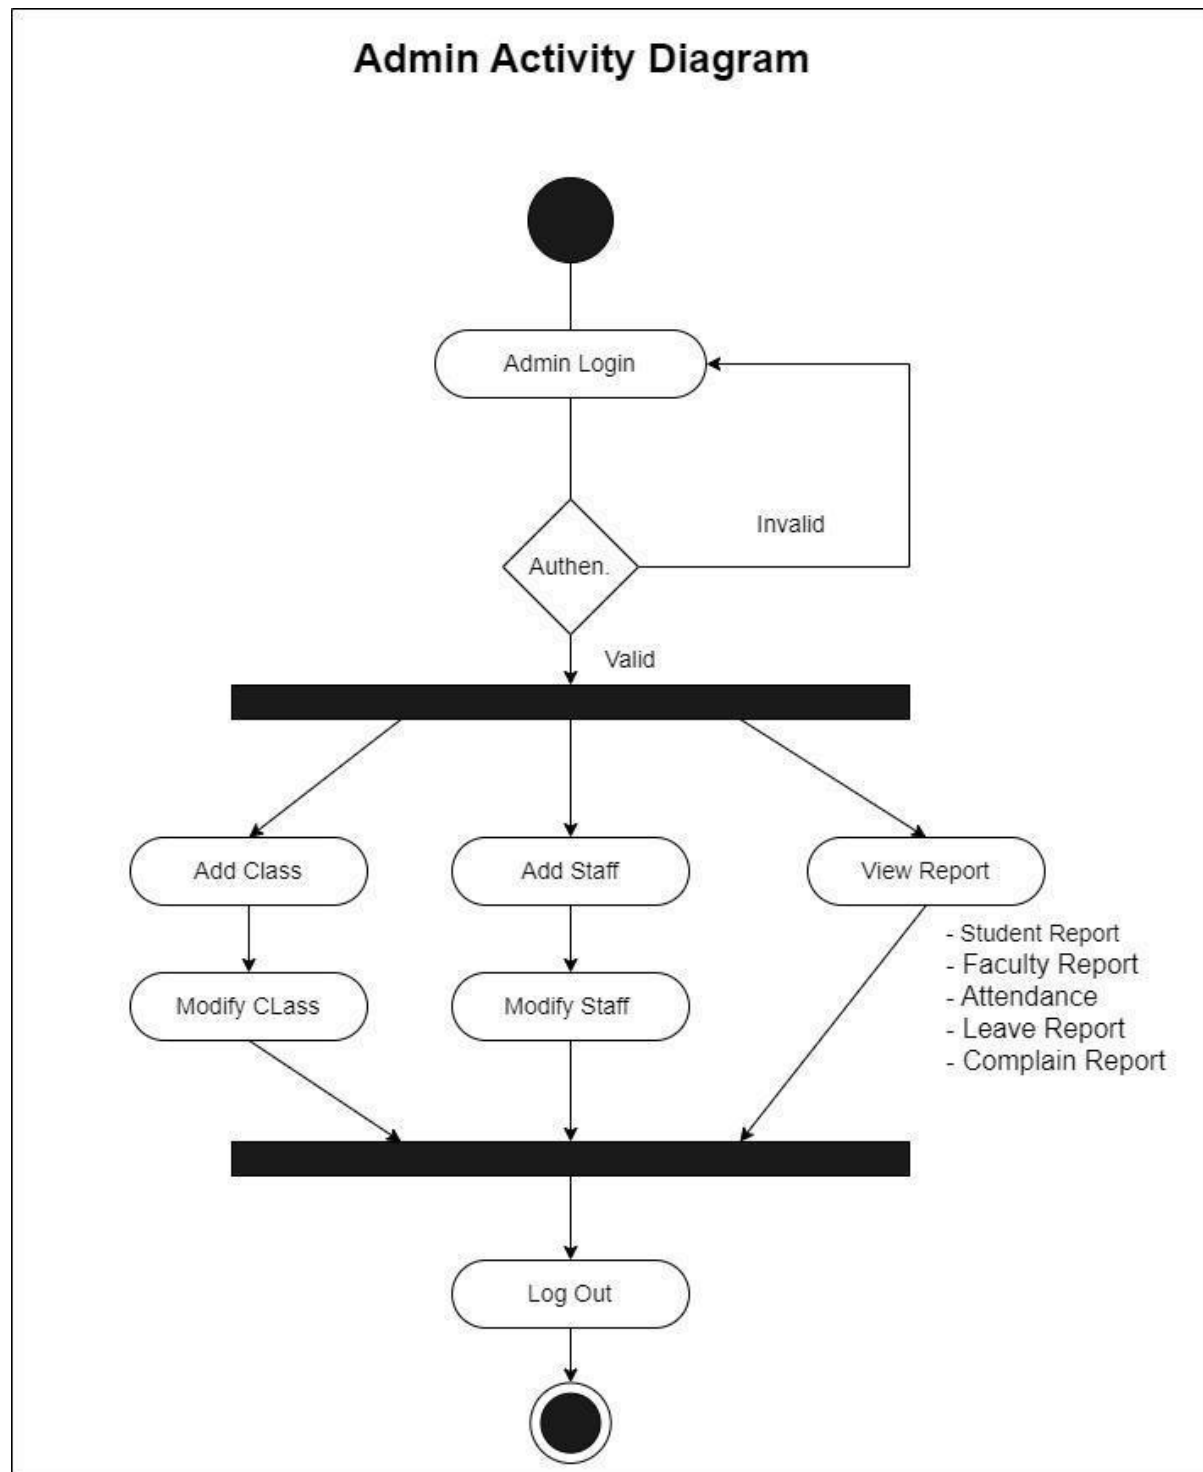 Admin Activity Diagram
Admin Login
Invalid
Authen.
Valid
Add Class
Add Staff
View Report
- Student Report
- Faculty Report
- Attendance
- Leave Report
- Complain Report
Modify CLass
Modify Staff
Log Out